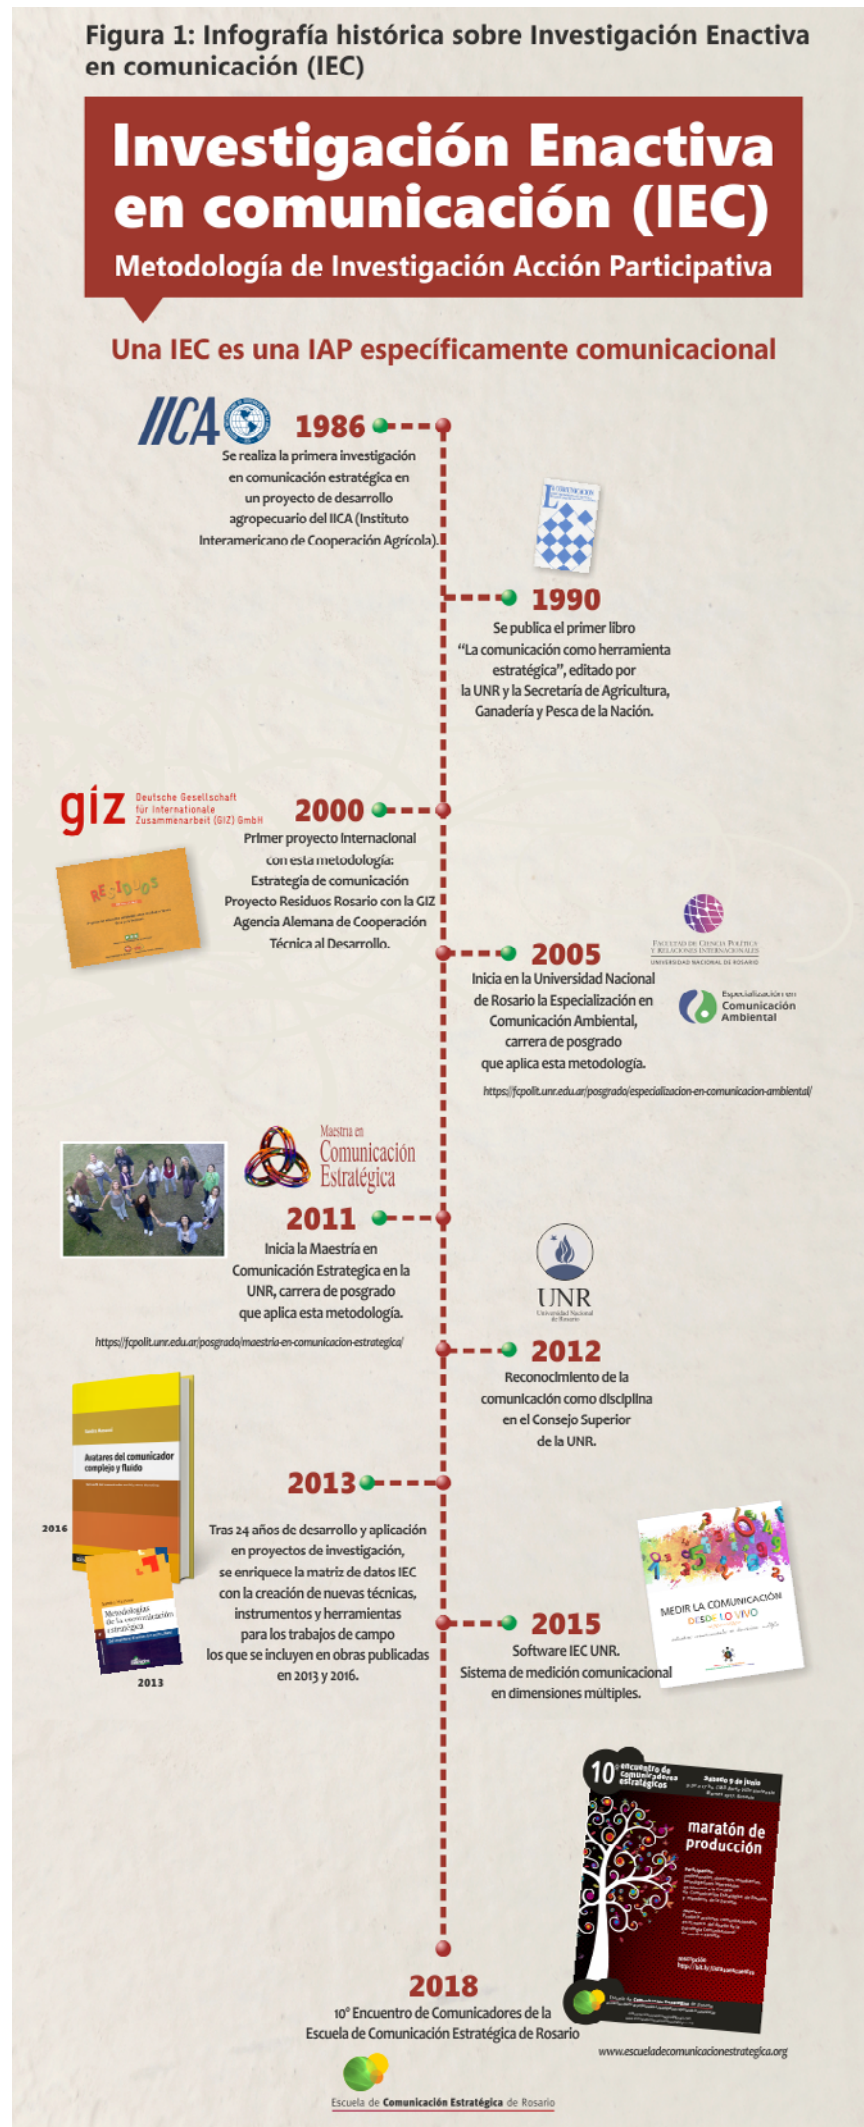 Figura 1: Infografía histórica sobre Investigación Enactiva
en comunicación (IEC)
Investigación Enactiva
en comunicación (IEC)
Metodología de Investigación Acción Participativa
Una IEC es una IAP específicamente comunicacional
IICA
1986
Se realiza la primera investigación
en comunicación estratégica en
un proyecto de desarrollo
agropecuario del IICA (Instituto
Interamericano de Cooperación Agrícola).
La COMUNICACION
1990
Se publica el primer libro
“La comunicación como herramienta
estratégica”, editado por
la UNR y la Secretaría de Agricultura,
Ganadería y Pesca de la Nación.
giz
Deutsche Gesellschaft
für Internationale
Zusammenarbeit (GIZ) GmbH
2000
Primer proyecto Internacional
con esta metodología:
Estrategia de comunicación
Proyecto Residuos Rosario con la GIZ
Agencia Alemana de Cooperación
Técnica al Desarrollo.
RESIDUOS
FACULTAD DE CIENCIA POLÍTICA
Y RELACIONES INTERNACIONALES
UNIVERSIDAD NACIONAL DE ROSARIO
2005
Inicia en la Universidad Nacional
de Rosario la Especialización en
Comunicación Ambiental,
carrera de posgrado
que aplica esta metodología.
Especialización en
Comunicación
Ambiental
https://fcpolit.unr.edu.ar/posgrado/especializacion-en-comunicacion-ambiental/
Maestría en
Comunicación
Estratégica
2011
Inicia la Maestría en
Comunicación Estrategica en la
UNR, carrera de posgrado
que aplica esta metodología.
https://fcpolit.unr.edu.ar/posgrado/maestria-en-comunicacion-estrategica/
UNR
Universidad Nacional
de Rosario
2012
Reconocimiento de la
comunicación como disciplina
en el Consejo Superior
de la UNR.
Avatares del comunicador
complejo y fluido
2016
Metodologías
de la comunicación
estratégica
2013
2013
Tras 24 años de desarrollo y aplicación
en proyectos de investigación,
se enriquece la matriz de datos IEC
con la creación de nuevas técnicas,
instrumentos y herramientas
para los trabajos de campo
los que se incluyen en obras publicadas
en 2013 y 2016.
MEDIR LA COMUNICACIÓN
DESDE LO VIVO
2015
Software IEC UNR.
Sistema de medición comunicacional
en dimensiones múltiples.
10° encuentro de
Comunicadores
estratégicos
Sábado 9 de junio
maratón de
producción
2018
10° Encuentro de Comunicadores de la
Escuela de Comunicación Estratégica de Rosario
www.escueladecomunicacionestrategica.org
Escuela de Comunicación Estratégica de Rosario